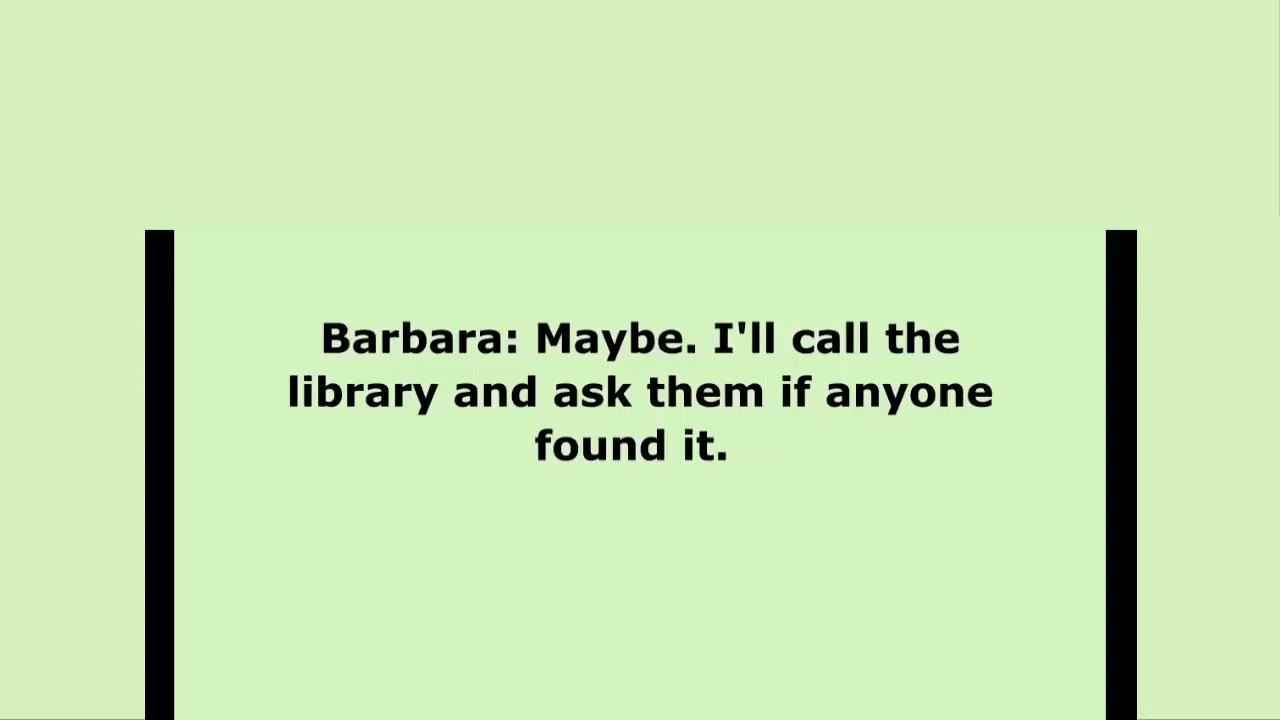 Barbara: Maybe. I'll call the
library and ask them if anyone
found it.